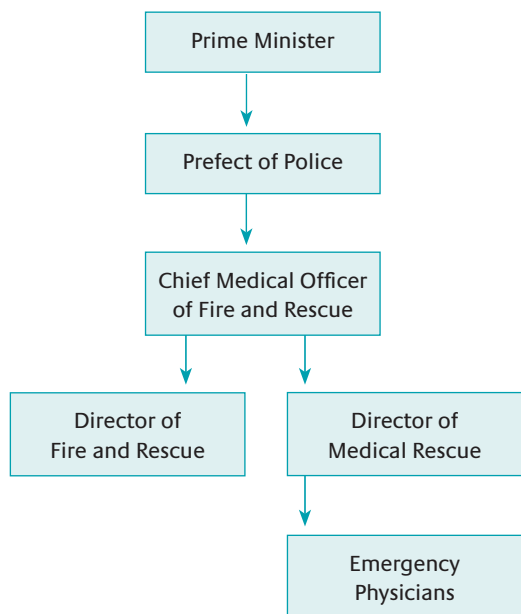 Prime Minister
Prefect of Police
Chief Medical Officer
of Fire and Rescue
Director of
Fire and Rescue
Director of
Medical Rescue
Emergency
Physicians